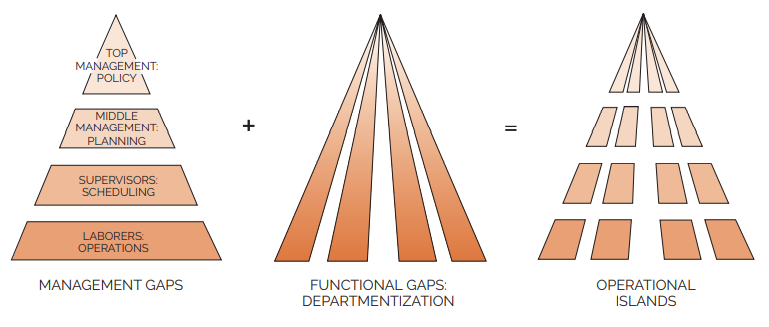 TOP
MANAGEMENT:
POLICY
MIDDLE
MANAGEMENT:
PLANNING
SUPERVISORS:
SCHEDULING
LABORERS:
OPERATIONS
MANAGEMENT GAPS
+
FUNCTIONAL GAPS:
DEPARTMENTIZATION
=
OPERATIONAL
ISLANDS